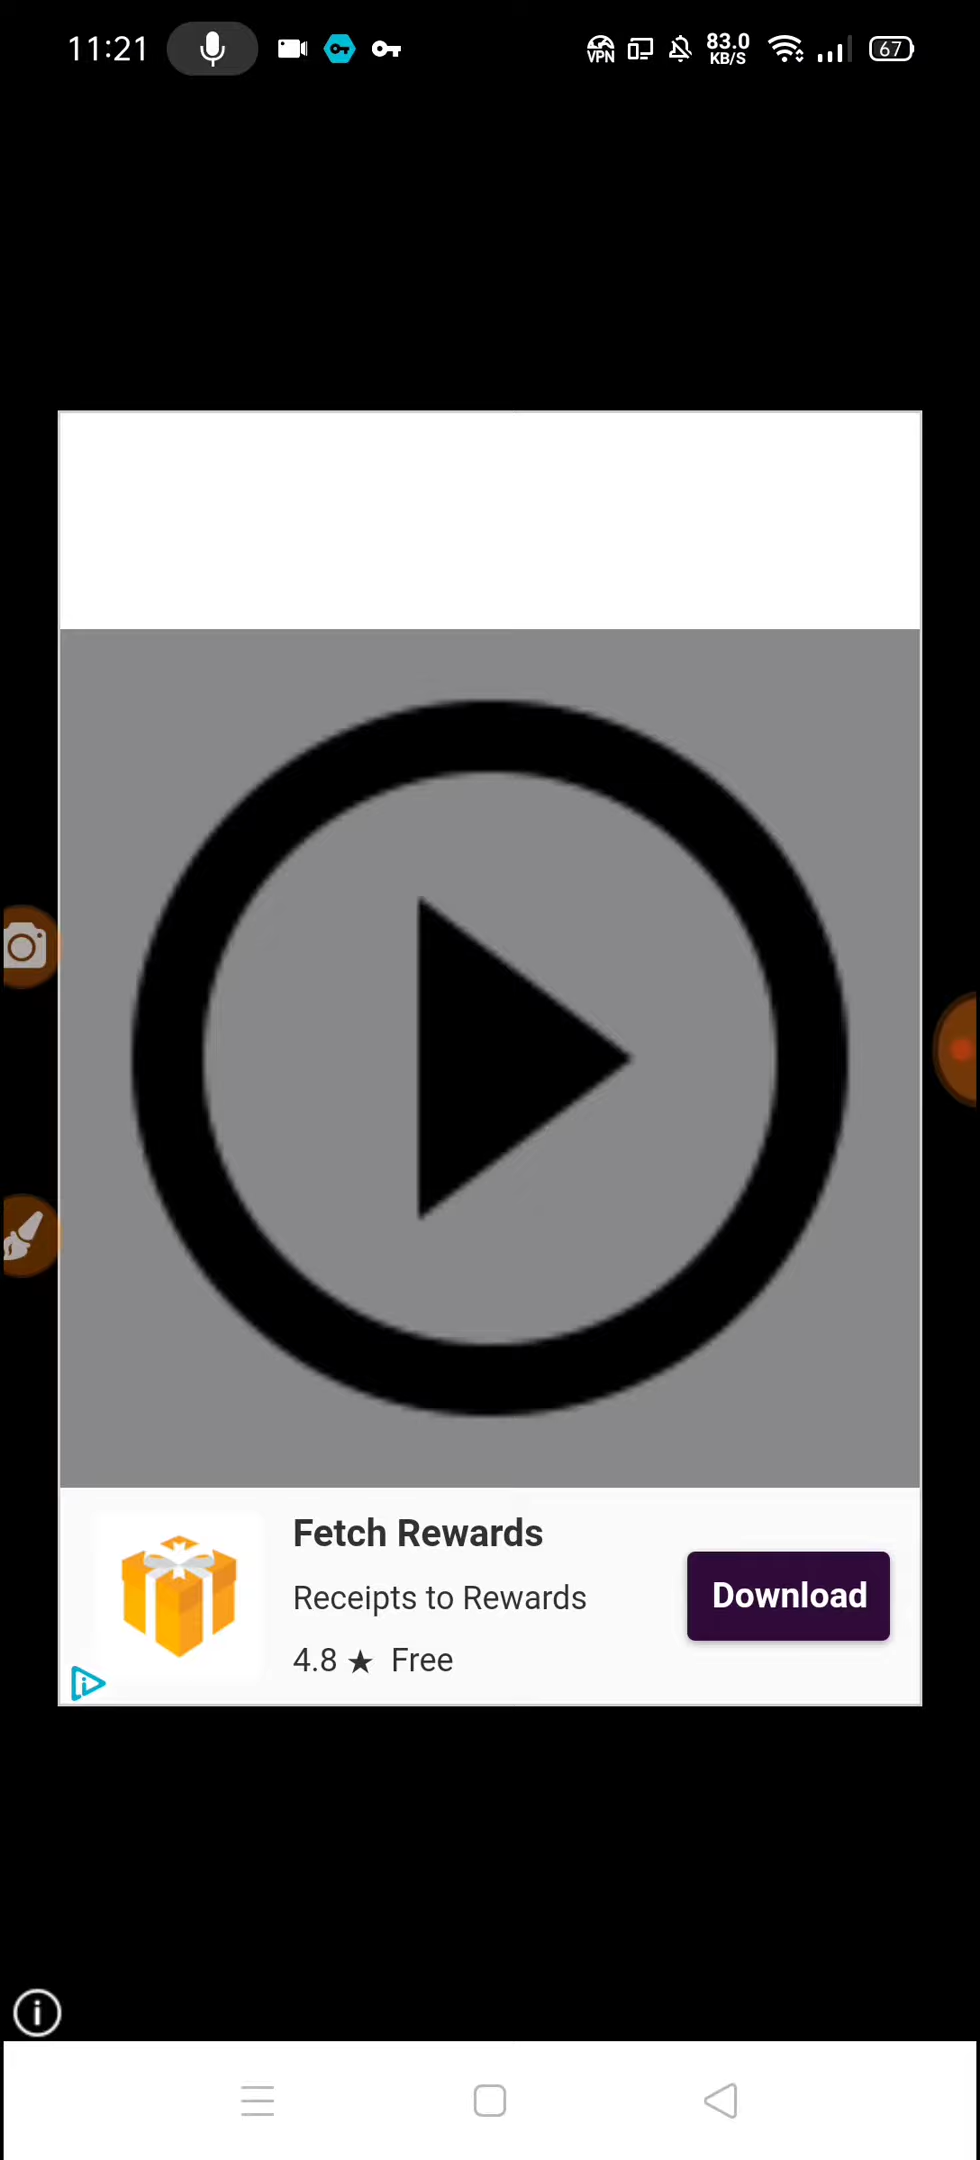 11:21
VPN
83.0
KB/S
67
Fetch Rewards
Receipts to Rewards
4.8 ★ Free
Download